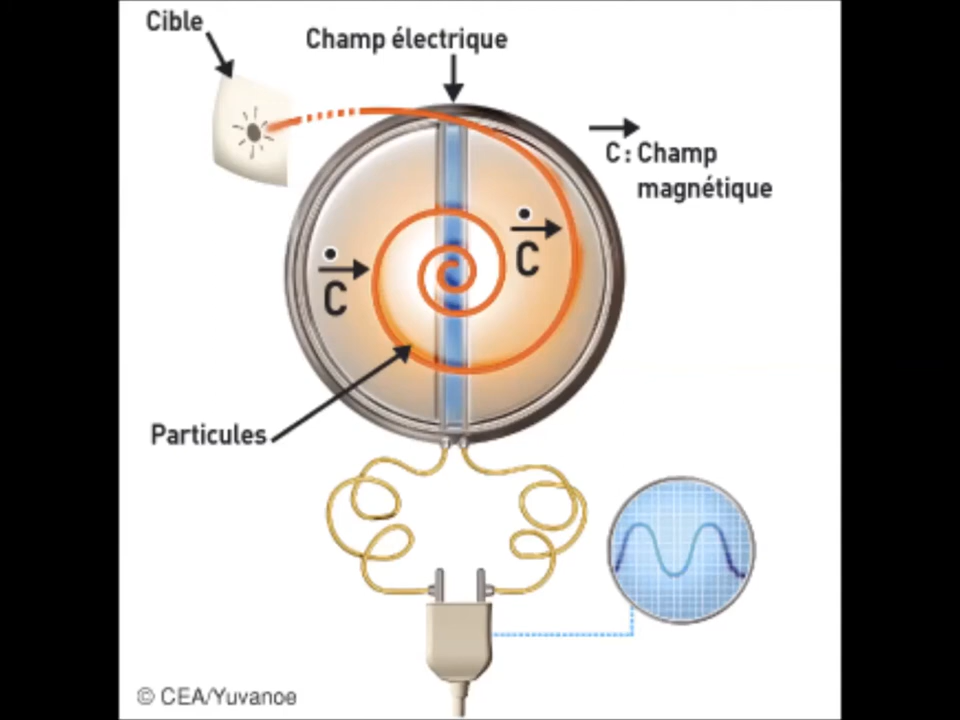 Cible
Champ électrique
C : Champ
magnétique
C
C
Particules
© CEA/Yuvanoe